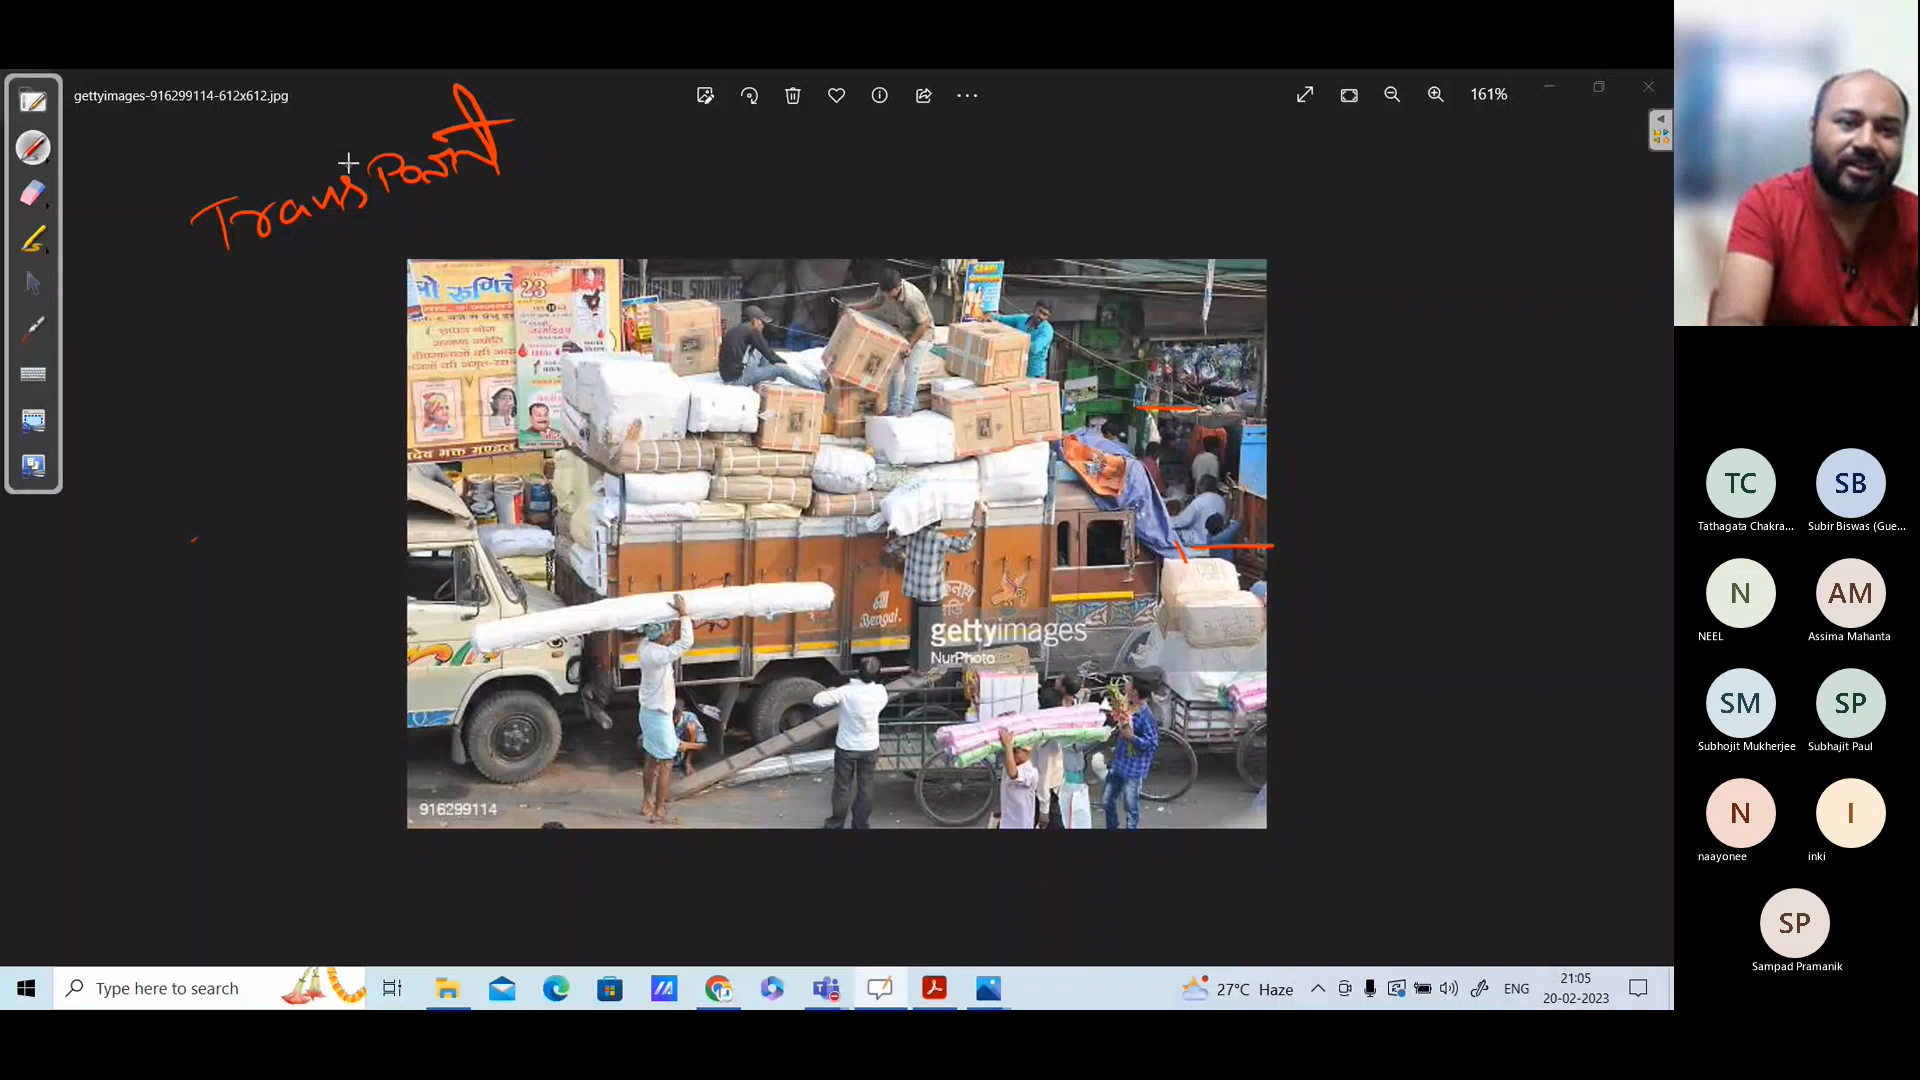 gettyimages-916299114-612x612.jpg
161%
Transport
23
Bengal.
gettyimages
NurPhoto
916299114
TC
Tathagata Chakra...
SB
Subir Biswas (Gue...
N
NEEL
AM
Assima Mahanta
SM
Subhojit Mukherjee
SP
Subhajit Paul
N
naayonee
I
inki
SP
Sampad Pramanik
Type here to search
27°C Haze
ENG
21:05
20-02-2023